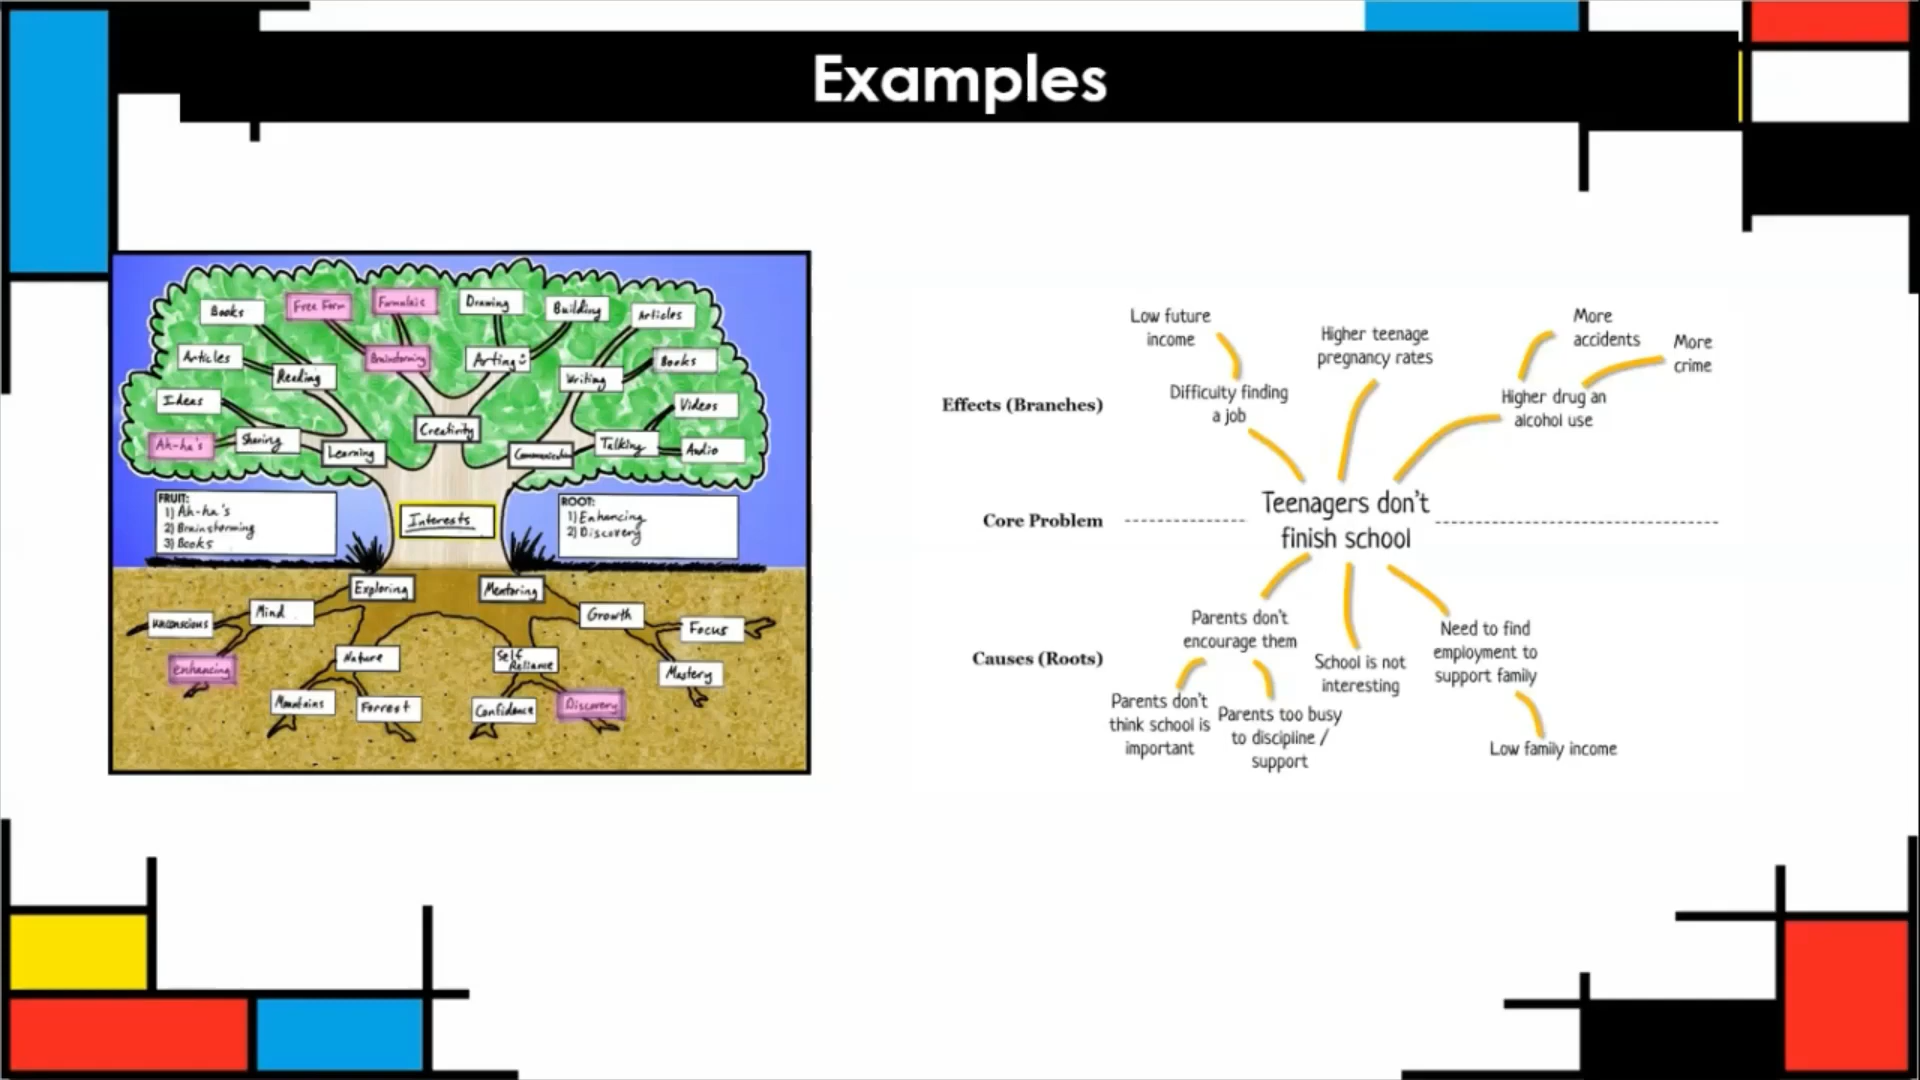 Examples
Books
Free Form
Formulaic
Drawing
Building
Articles
Articles
Reading
Brainstorming
Arting
Writing
Books
Ideas
Videos
Ah-ha's
Sharing
Learning
Creativity
Communication
Talking
Audio
FRUIT:
1) Ah-ha's
2) Brainstorming
3) Books
Interests
ROOT:
1) Enhancing
2) Discovery
Exploring
Mentoring
Unconscious
Mind
Growth
Focus
enhancing
Nature
Self
Reliance
Mastery
Mountains
Forrest
Confidence
Discovery
Effects (Branches)
Low future
income
Difficulty finding
a job
Higher teenage
pregnancy rates
More
accidents
More
crime
Higher drug an
alcohol use
Core Problem
Teenagers don't
finish school
Causes (Roots)
Parents don't
encourage them
Parents don't
think school is
important
Parents too busy
to discipline /
support
School is not
interesting
Need to find
employment to
support family
Low family income